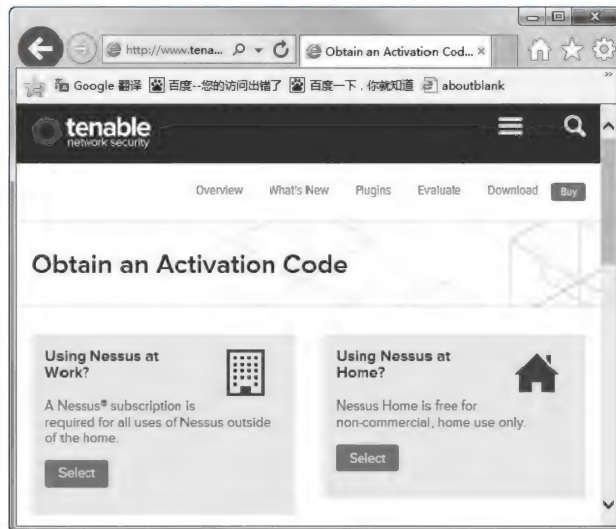 http://www.tena...
Obtain an Activation Cod... ×
Google 翻译 百度--您的访问出错了 百度一下，你就知道 aboutblank
tenable
network security
Overview What's New Plugins Evaluate Download Buy
Obtain an Activation Code
Using Nessus at
Work?
A Nessus® subscription is
required for all uses of Nessus outside
of the home.
Select
Using Nessus at
Home?
Nessus Home is free for
non-commercial, home use only.
Select